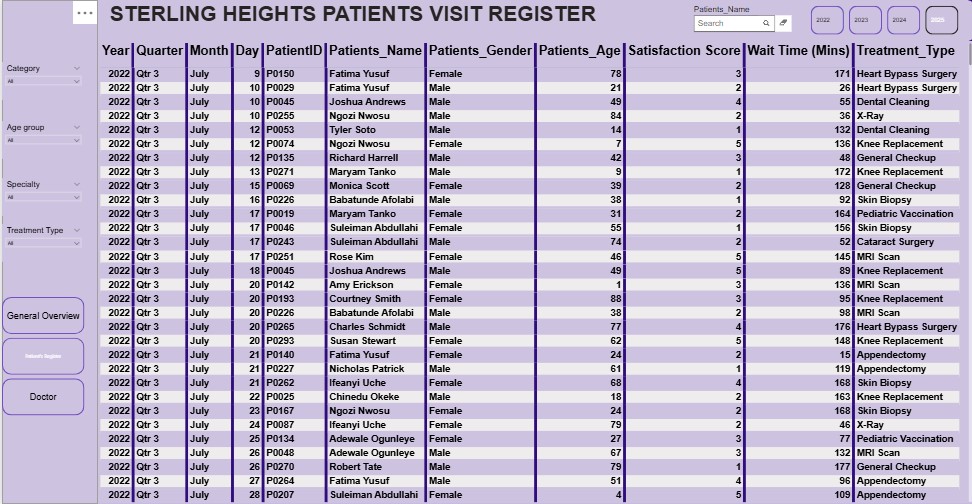 STERLING HEIGHTS PATIENTS VISIT REGISTER
Patients_Name
Search
2022 2023 2024 2025
Category
All
Age group
All
Specialty
All
Treatment Type
All
General Overview
Patient's Register
Doctor
Year Quarter Month Day PatientID Patients_Name Patients_Gender Patients_Age Satisfaction Score Wait Time (Mins) Treatment_Type
2022 Qtr 3 July 9 P0150 Fatima Yusuf Female 78 3 171 Heart Bypass Surgery
2022 Qtr 3 July 10 P0029 Fatima Yusuf Male 21 2 26 Heart Bypass Surgery
2022 Qtr 3 July 10 P0045 Joshua Andrews Male 49 4 55 Dental Cleaning
2022 Qtr 3 July 10 P0255 Ngozi Nwosu Male 84 2 36 X-Ray
2022 Qtr 3 July 12 P0053 Tyler Soto Male 14 1 132 Dental Cleaning
2022 Qtr 3 July 12 P0074 Ngozi Nwosu Female 7 5 136 Knee Replacement
2022 Qtr 3 July 12 P0135 Richard Harrell Male 42 3 48 General Checkup
2022 Qtr 3 July 13 P0271 Maryam Tanko Male 9 1 172 Knee Replacement
2022 Qtr 3 July 15 P0069 Monica Scott Female 39 2 128 General Checkup
2022 Qtr 3 July 16 P0226 Babatunde Afolabi Male 38 1 92 Skin Biopsy
2022 Qtr 3 July 17 P0019 Maryam Tanko Female 31 2 164 Pediatric Vaccination
2022 Qtr 3 July 17 P0046 Suleiman Abdullahi Female 55 1 156 Skin Biopsy
2022 Qtr 3 July 17 P0243 Suleiman Abdullahi Male 74 2 52 Cataract Surgery
2022 Qtr 3 July 17 P0251 Rose Kim Female 46 5 145 MRI Scan
2022 Qtr 3 July 18 P0045 Joshua Andrews Male 49 5 89 Knee Replacement
2022 Qtr 3 July 20 P0142 Amy Erickson Female 1 3 136 MRI Scan
2022 Qtr 3 July 20 P0193 Courtney Smith Female 88 3 95 Knee Replacement
2022 Qtr 3 July 20 P0226 Babatunde Afolabi Male 38 2 98 MRI Scan
2022 Qtr 3 July 20 P0265 Charles Schmidt Male 77 4 176 Heart Bypass Surgery
2022 Qtr 3 July 20 P0293 Susan Stewart Female 62 5 148 Knee Replacement
2022 Qtr 3 July 21 P0140 Fatima Yusuf Female 24 2 15 Appendectomy
2022 Qtr 3 July 21 P0227 Nicholas Patrick Male 61 1 119 Appendectomy
2022 Qtr 3 July 21 P0262 Ifeanyi Uche Female 68 4 168 Skin Biopsy
2022 Qtr 3 July 22 P0025 Chinedu Okeke Male 18 2 163 Knee Replacement
2022 Qtr 3 July 23 P0167 Ngozi Nwosu Female 24 2 168 Skin Biopsy
2022 Qtr 3 July 24 P0087 Ifeanyi Uche Female 79 2 46 X-Ray
2022 Qtr 3 July 25 P0134 Adewale Ogunleye Female 27 3 77 Pediatric Vaccination
2022 Qtr 3 July 26 P0048 Adewale Ogunleye Male 67 3 132 MRI Scan
2022 Qtr 3 July 26 P0270 Robert Tate Male 79 1 177 General Checkup
2022 Qtr 3 July 27 P0264 Fatima Yusuf Male 51 4 96 Appendectomy
2022 Qtr 3 July 28 P0207 Suleiman Abdullahi Female 4 5 109 Appendectomy